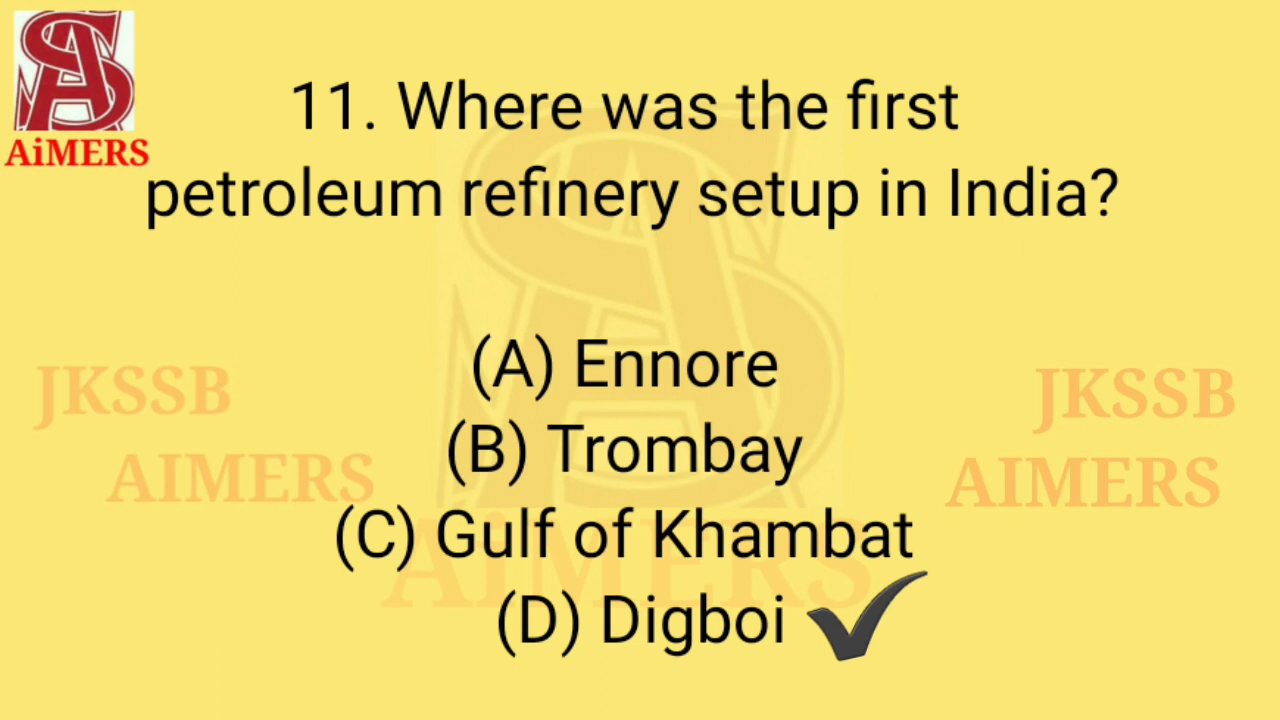 AiMERS
11. Where was the first
petroleum refinery setup in India?
(A) Ennore
(B) Trombay
JKSSB
AIMERS
JKSSB
AIMERS
(C) Gulf of Khambat
AiMERS
(D) Digboi